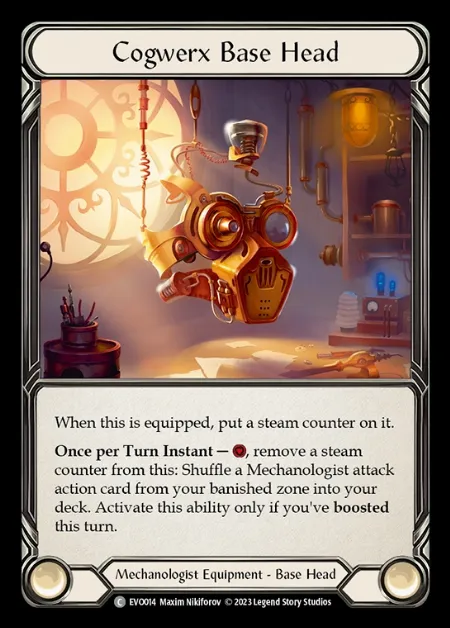 Cogwerx Base Head
When this is equipped, put a steam counter on it.
Once per Turn Instant — , remove a steam
counter from this: Shuffle a Mechanologist attack
action card from your banished zone into your
deck. Activate this ability only if you've boosted
this turn.
Mechanologist Equipment - Base Head
C EVO014 Maxim Nikiforov © 2023 Legend Story Studios